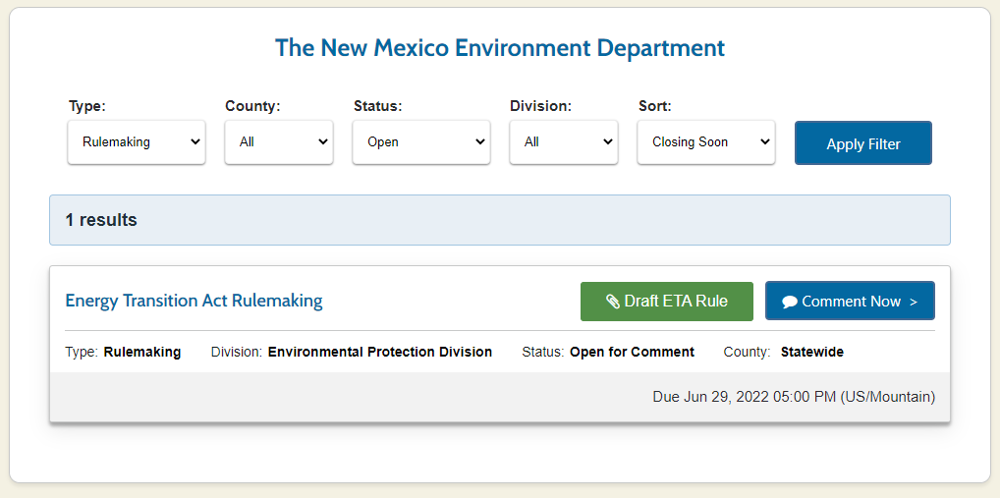 The New Mexico Environment Department
Type: County: Status: Division: Sort:
Rulemaking All Open All Closing Soon Apply Filter
1 results
Energy Transition Act Rulemaking Draft ETA Rule Comment Now >
Type: Rulemaking Division: Environmental Protection Division Status: Open for Comment County: Statewide
Due Jun 29, 2022 05:00 PM (US/Mountain)